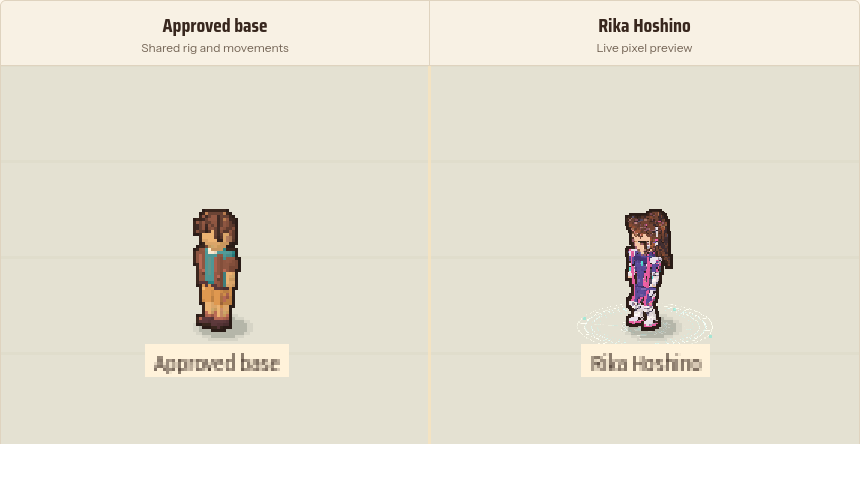 Approved base
Shared rig and movements
Rika Hoshino
Live pixel preview
Approved base
Rika Hoshino